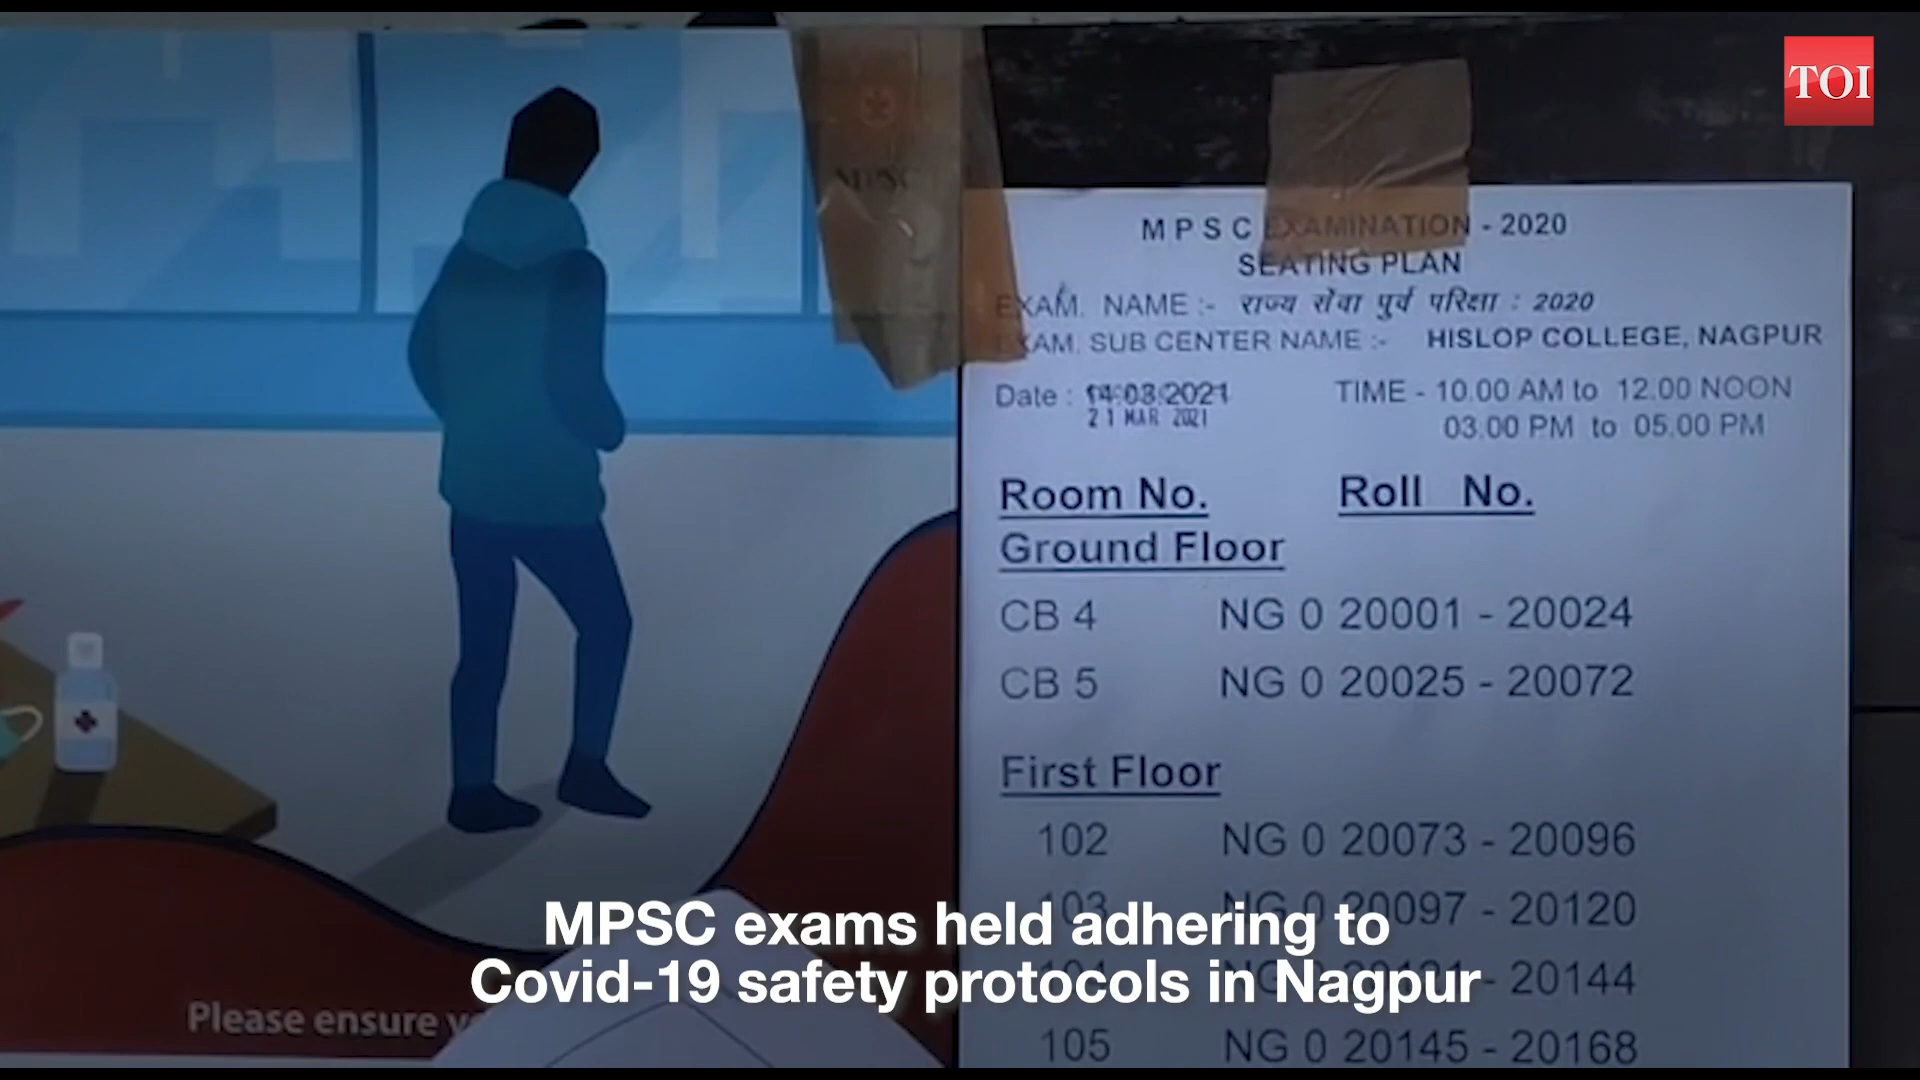 TOI
MPSC
MPSC EXAMINATION - 2020
SEATING PLAN
EXAM. NAME :- राज्य सेवा पुर्व परिक्षा : 2020
EXAM. SUB CENTER NAME :- HISLOP COLLEGE, NAGPUR
Date : 14.03.2021 TIME - 10.00 AM to 12.00 NOON
21 MAR 2021 03.00 PM to 05.00 PM
Room No. Roll No.
Ground Floor
CB 4 NG 0 20001 - 20024
CB 5 NG 0 20025 - 20072
First Floor
102 NG 0 20073 - 20096
103 NG 0 20097 - 20120
- 20144
105 NG 0 20145 - 20168
Please ensure
MPSC exams held adhering to
Covid-19 safety protocols in Nagpur